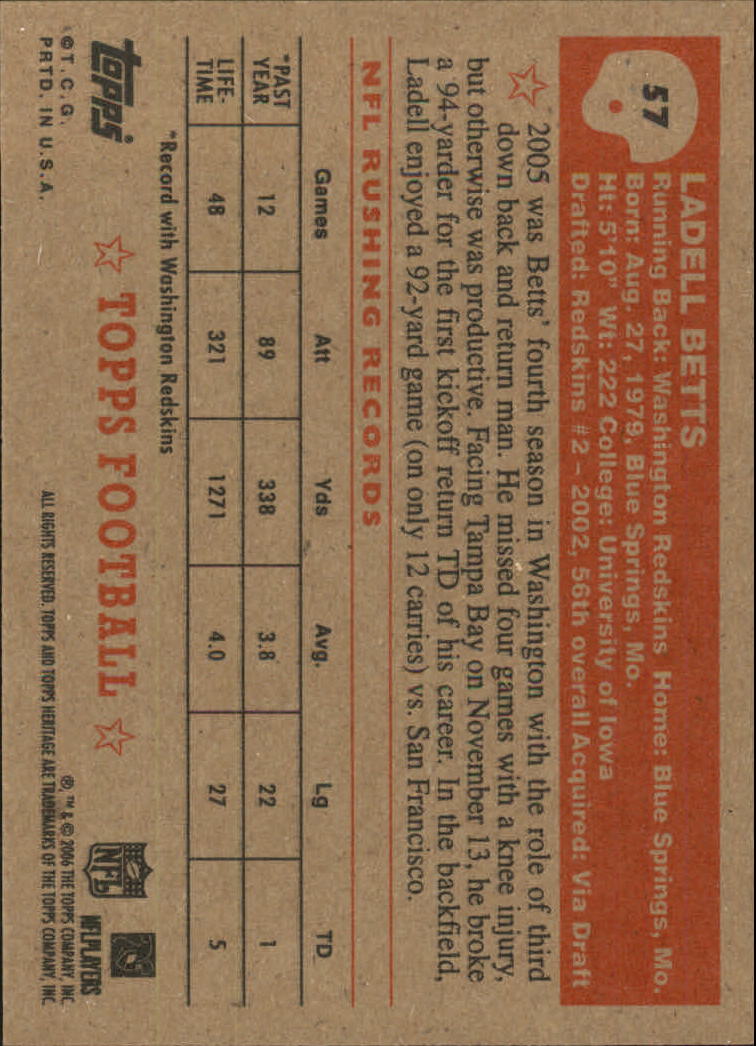 57
LADELL BETTS
Running Back: Washington Redskins Home: Blue Springs, Mo.
Born: Aug. 27, 1979, Blue Springs, Mo.
Ht: 5'10" Wt: 222 College: University of Iowa
Drafted: Redskins #2 – 2002, 56th overall Acquired: Via Draft
2005 was Betts' fourth season in Washington with the role of third
down back and return man. He missed four games with a knee injury,
but otherwise was productive. Facing Tampa Bay on November 13, he broke
a 94-yarder for the first kickoff return TD of his career. In the backfield,
Ladell enjoyed a 92-yard game (on only 12 carries) vs. San Francisco.
NFL RUSHING RECORDS
Games Att Yds Avg. Lg TD
*PAST YEAR 12 89 338 3.8 22 1
LIFE-TIME 48 321 1271 4.0 27 5
*Record with Washington Redskins
topps®
TOPPS FOOTBALL
NFL
NFLPLAYERS
©T.C.G.
PRTD. IN U.S.A.
®, ™ & © 2006 THE TOPPS COMPANY, INC.
ALL RIGHTS RESERVED. TOPPS AND TOPPS HERITAGE ARE TRADEMARKS OF THE TOPPS COMPANY, INC.